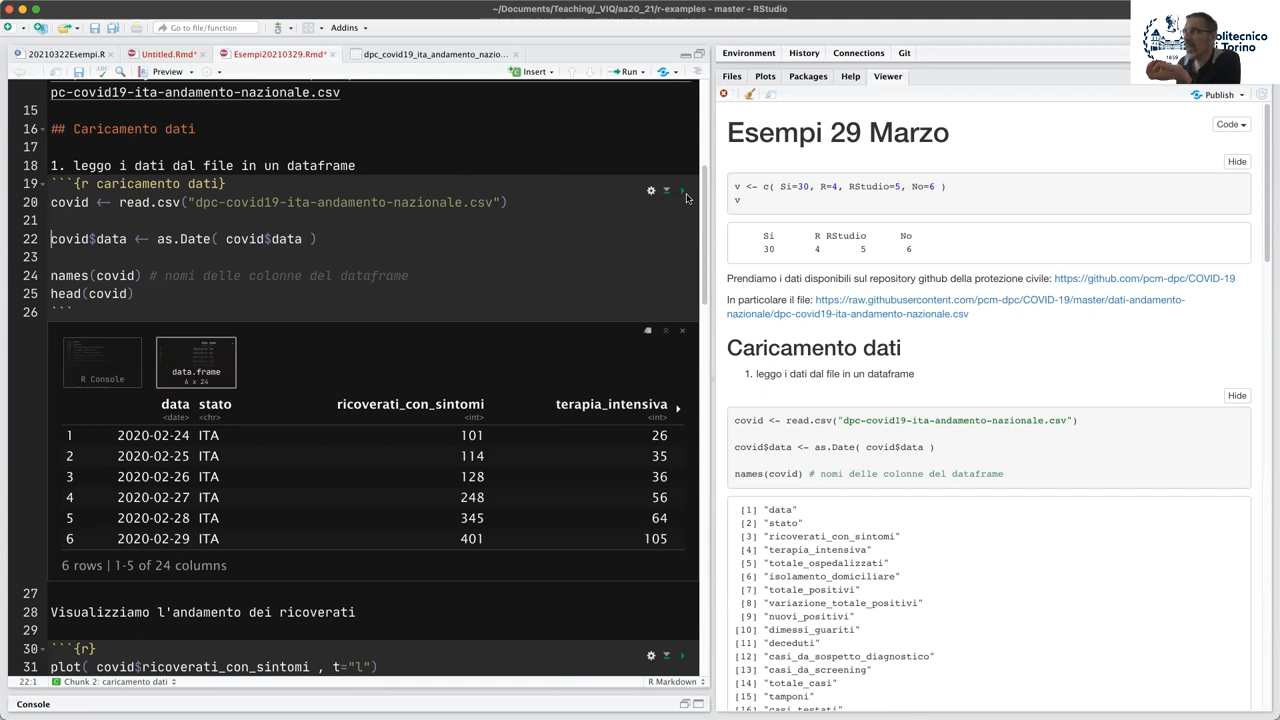 ~/Documents/Teaching/_VIQ/aa20_21/r-examples - master - RStudio
Go to file/function
Addins
20210322Esempi.R
Untitled.Rmd*
Esempi20210329.Rmd*
dpc_covid19_ita_andamento_nazio...
Preview
Insert
Run
pc-covid19-ita-andamento-nazionale.csv
15
16 ## Caricamento dati
17
18 1. leggo i dati dal file in un dataframe
19 ```{r caricamento dati}
20 covid <- read.csv("dpc-covid19-ita-andamento-nazionale.csv")
21
22 covid$data <- as.Date( covid$data )
23
24 names(covid) # nomi delle colonne del dataframe
25 head(covid)
26 ```
R Console
data.frame
6 x 24
data stato ricoverati_con_sintomi terapia_intensiva
<date> <chr> <int> <int>
1 2020-02-24 ITA 101 26
2 2020-02-25 ITA 114 35
3 2020-02-26 ITA 128 36
4 2020-02-27 ITA 248 56
5 2020-02-28 ITA 345 64
6 2020-02-29 ITA 401 105
6 rows | 1-5 of 24 columns
27
28 Visualizziamo l'andamento dei ricoverati
29
30 ```{r}
31 plot( covid$ricoverati_con_sintomi , t="l")
22:1 Chunk 2: caricamento dati R Markdown
Console
Environment History Connections Git
Files Plots Packages Help Viewer
Publish
Politecnico
di Torino
1859
Esempi 29 Marzo
Code
Hide
v <- c( Si=30, R=4, RStudio=5, No=6 )
v
Si R RStudio No
30 4 5 6
Prendiamo i dati disponibili sul repository github della protezione civile: https://github.com/pcm-dpc/COVID-19
In particolare il file: https://raw.githubusercontent.com/pcm-dpc/COVID-19/master/dati-andamento-
nazionale/dpc-covid19-ita-andamento-nazionale.csv
Caricamento dati
1. leggo i dati dal file in un dataframe
Hide
covid <- read.csv("dpc-covid19-ita-andamento-nazionale.csv")
covid$data <- as.Date( covid$data )
names(covid) # nomi delle colonne del dataframe
[1] "data"
[2] "stato"
[3] "ricoverati_con_sintomi"
[4] "terapia_intensiva"
[5] "totale_ospedalizzati"
[6] "isolamento_domiciliare"
[7] "totale_positivi"
[8] "variazione_totale_positivi"
[9] "nuovi_positivi"
[10] "dimessi_guariti"
[11] "deceduti"
[12] "casi_da_sospetto_diagnostico"
[13] "casi_da_screening"
[14] "totale_casi"
[15] "tamponi"
[16] "casi_testati"